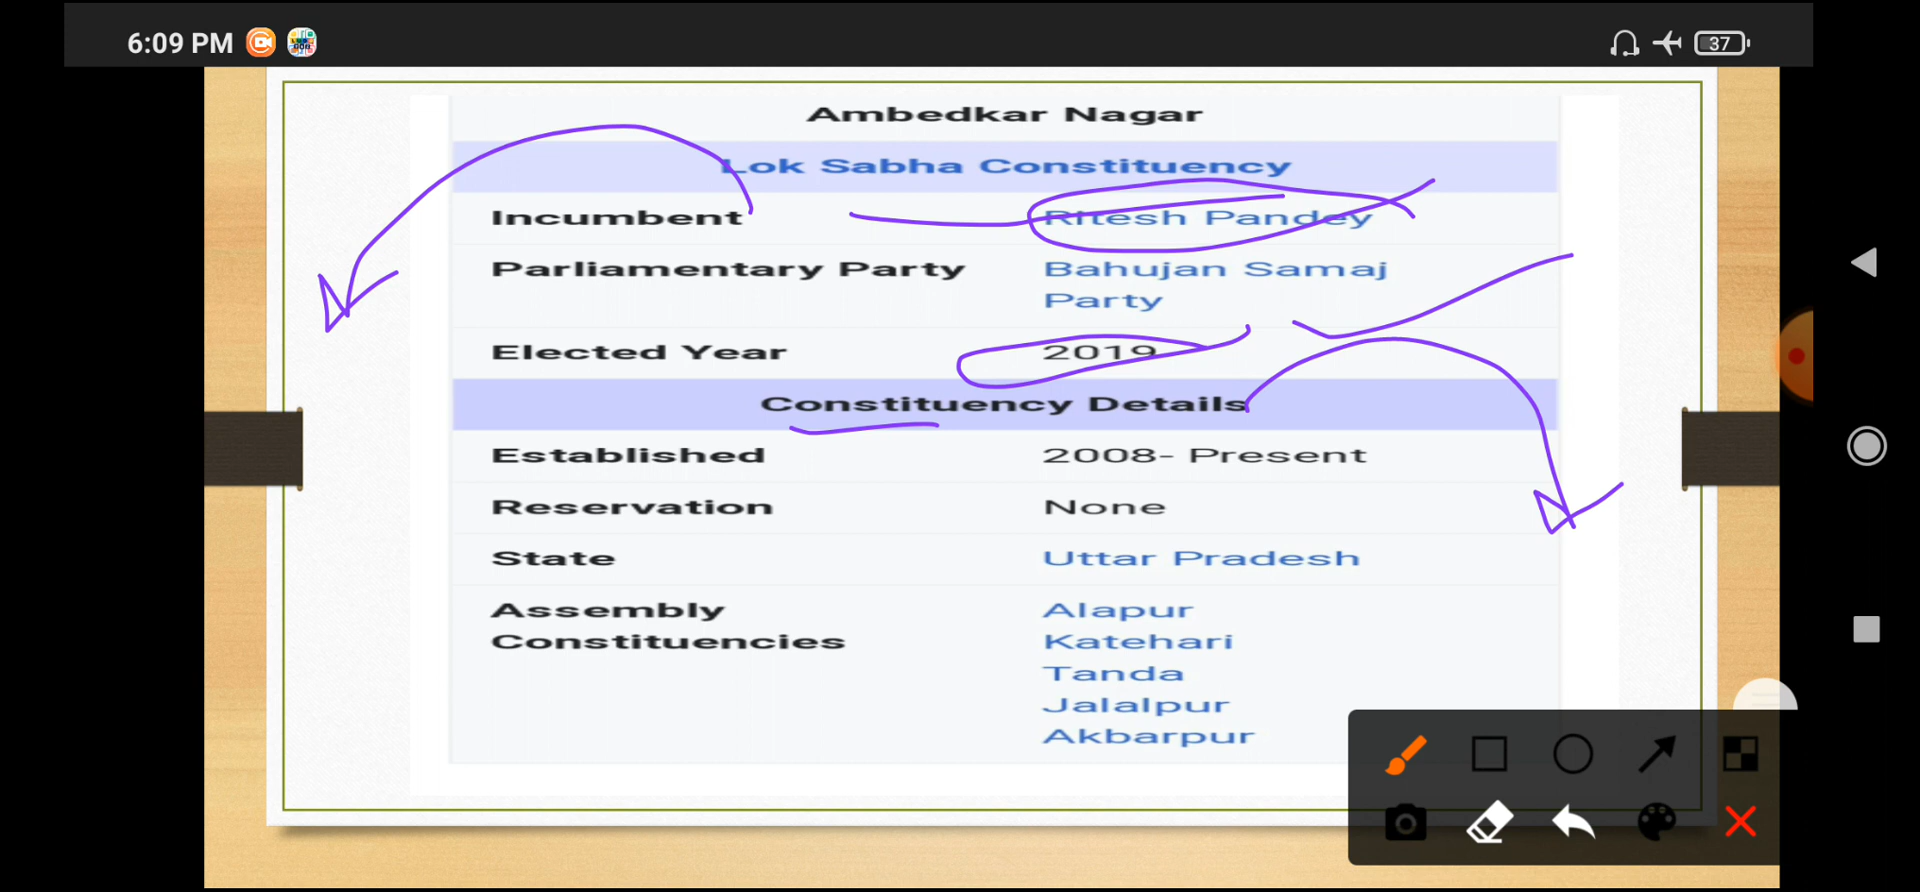 6:09 PM
37
Ambedkar Nagar
Lok Sabha Constituency
Incumbent Ritesh Pandey
Parliamentary Party Bahujan Samaj
Party
Elected Year 2019
Constituency Details
Established 2008- Present
Reservation None
State Uttar Pradesh
Assembly Alapur
Constituencies Katehari
Tanda
Jalalpur
Akbarpur